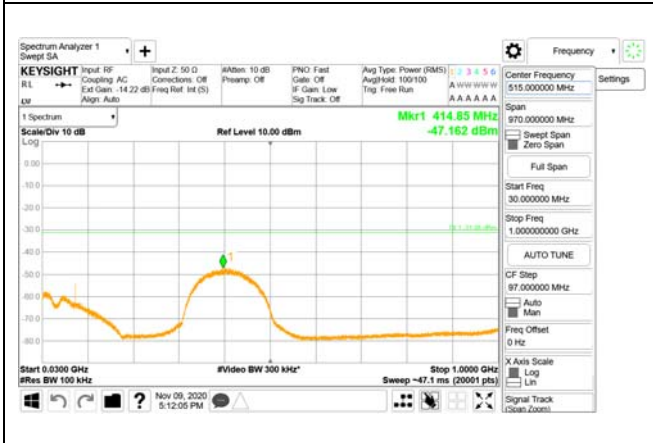 Spectrum Analyzer 1
Swept SA
+
Frequency
KEYSIGHT
RL
Input: RF
Coupling: AC
Ext Gain: -14.22 dB
Align: Auto
Input Z: 50 Ω
Corrections: Off
Freq Ref: Int (S)
#Atten: 10 dB
Preamp: Off
PNO: Fast
Gate: Off
IF Gain: Low
Sig Track: Off
Avg Type: Power (RMS)
Avg|Hold: 100/100
Trig: Free Run
1 2 3 4 5 6
A W W W W W
A A A A A A
1 Spectrum
Scale/Div 10 dB
Ref Level 10.00 dBm
Mkr1 414.85 MHz
-47.162 dBm
Log
0.00
-10.0
-20.0
-30.0
-40.0
-50.0
-60.0
-70.0
-80.0
1
Start 0.0300 GHz
#Res BW 100 kHz
#Video BW 300 kHz*
Stop 1.0000 GHz
Sweep ~47.1 ms (20001 pts)
Nov 09, 2020
5:12:05 PM
Center Frequency
515.000000 MHz
Settings
Span
970.000000 MHz
Swept Span
Zero Span
Full Span
Start Freq
30.000000 MHz
Stop Freq
1.000000000 GHz
AUTO TUNE
CF Step
97.000000 MHz
Auto
Man
Freq Offset
0 Hz
X Axis Scale
Log
Lin
Signal Track
(Span Zoom)